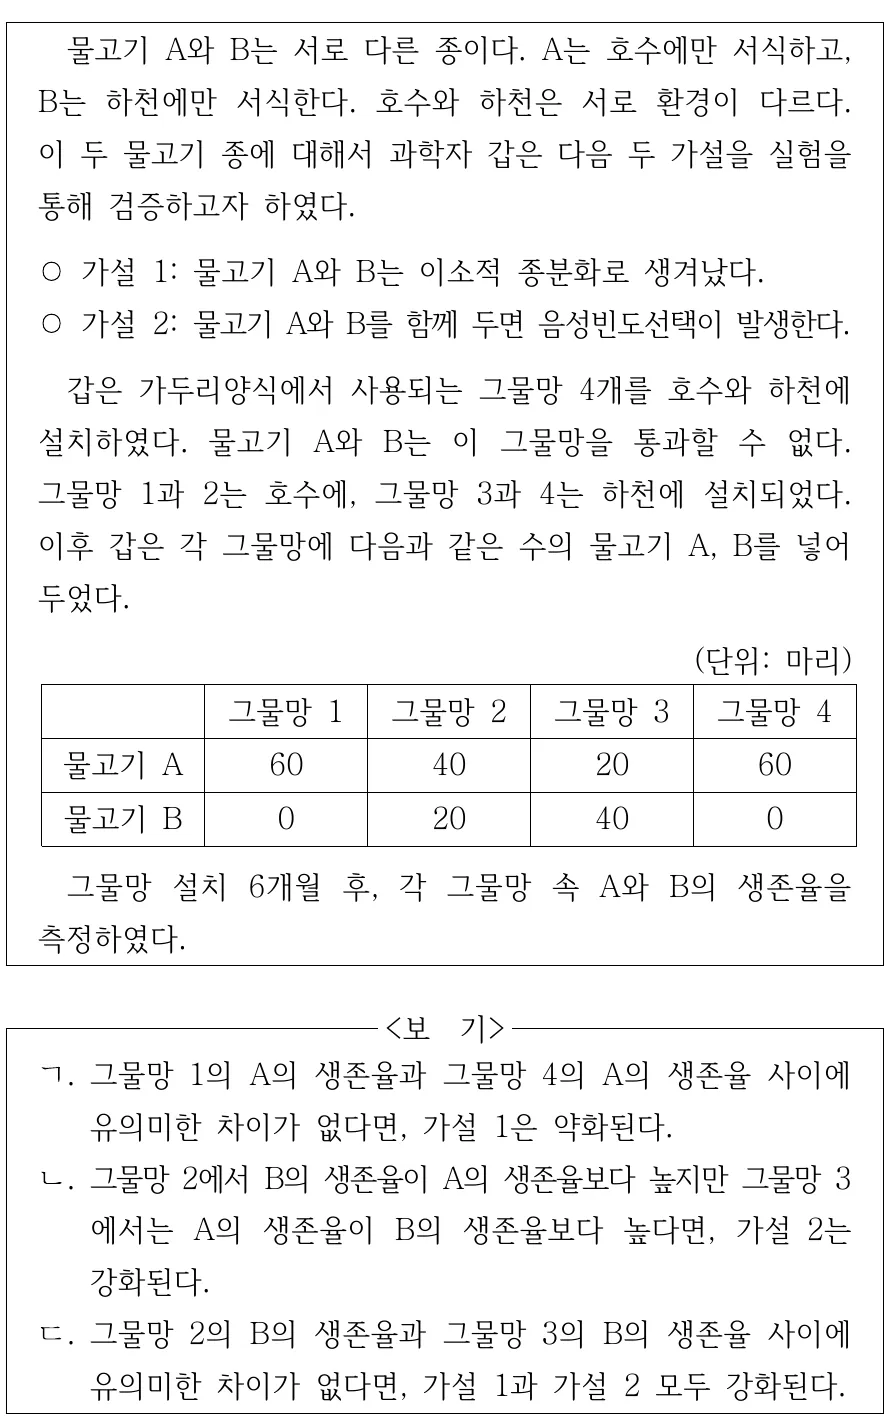 물고기 A와 B는 서로 다른 종이다. A는 호수에만 서식하고,
B는 하천에만 서식한다. 호수와 하천은 서로 환경이 다르다.
이 두 물고기 종에 대해서 과학자 갑은 다음 두 가설을 실험을
통해 검증하고자 하였다.
○ 가설 1: 물고기 A와 B는 이소적 종분화로 생겨났다.
○ 가설 2: 물고기 A와 B를 함께 두면 음성빈도선택이 발생한다.
갑은 가두리양식에서 사용되는 그물망 4개를 호수와 하천에
설치하였다. 물고기 A와 B는 이 그물망을 통과할 수 없다.
그물망 1과 2는 호수에, 그물망 3과 4는 하천에 설치되었다.
이후 갑은 각 그물망에 다음과 같은 수의 물고기 A, B를 넣어
두었다.
(단위: 마리)
그물망 1 그물망 2 그물망 3 그물망 4
물고기 A 60 40 20 60
물고기 B 0 20 40 0
그물망 설치 6개월 후, 각 그물망 속 A와 B의 생존율을
측정하였다.
<보 기>
ㄱ. 그물망 1의 A의 생존율과 그물망 4의 A의 생존율 사이에
유의미한 차이가 없다면, 가설 1은 약화된다.
ㄴ. 그물망 2에서 B의 생존율이 A의 생존율보다 높지만 그물망 3
에서는 A의 생존율이 B의 생존율보다 높다면, 가설 2는
강화된다.
ㄷ. 그물망 2의 B의 생존율과 그물망 3의 B의 생존율 사이에
유의미한 차이가 없다면, 가설 1과 가설 2 모두 강화된다.